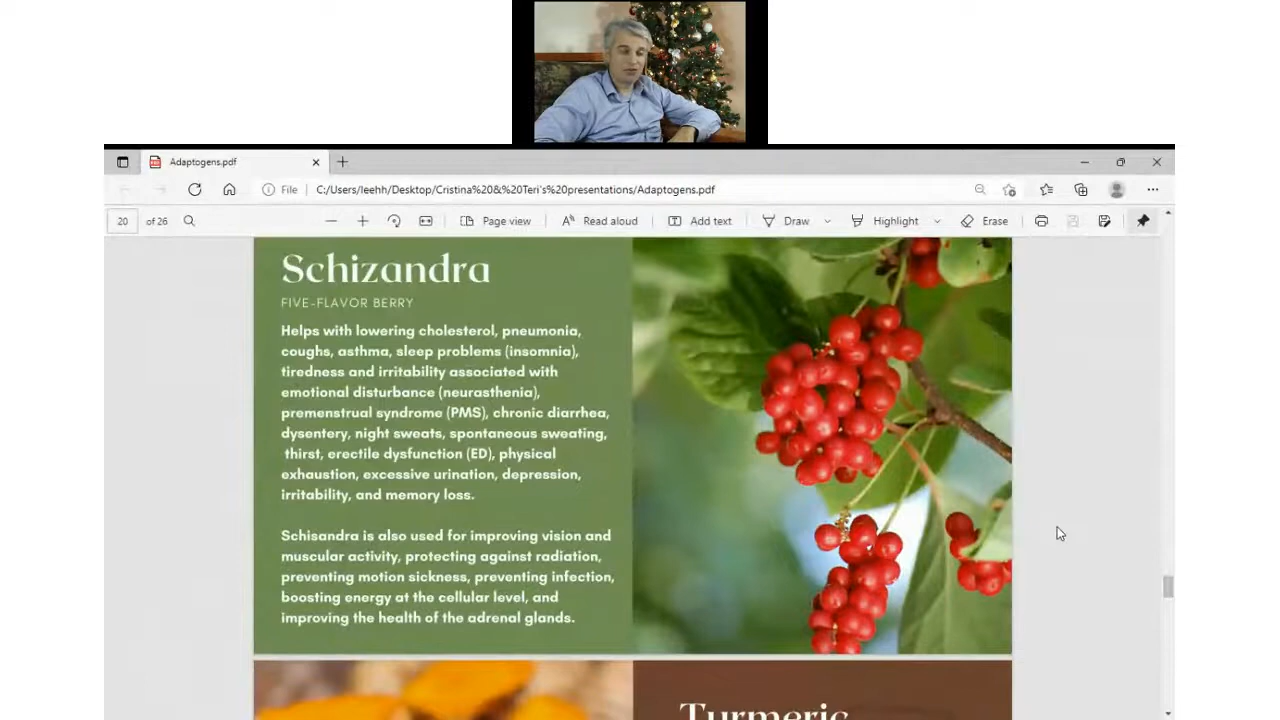 Adaptogens.pdf
File C:/Users/leehh/Desktop/Cristina%20&%20Teri's%20presentations/Adaptogens.pdf
20 of 26 Page view Read aloud Add text Draw Highlight Erase
Schizandra
FIVE-FLAVOR BERRY
Helps with lowering cholesterol, pneumonia,
coughs, asthma, sleep problems (insomnia),
tiredness and irritability associated with
emotional disturbance (neurasthenia),
premenstrual syndrome (PMS), chronic diarrhea,
dysentery, night sweats, spontaneous sweating,
thirst, erectile dysfunction (ED), physical
exhaustion, excessive urination, depression,
irritability, and memory loss.
Schisandra is also used for improving vision and
muscular activity, protecting against radiation,
preventing motion sickness, preventing infection,
boosting energy at the cellular level, and
improving the health of the adrenal glands.
Turmeric